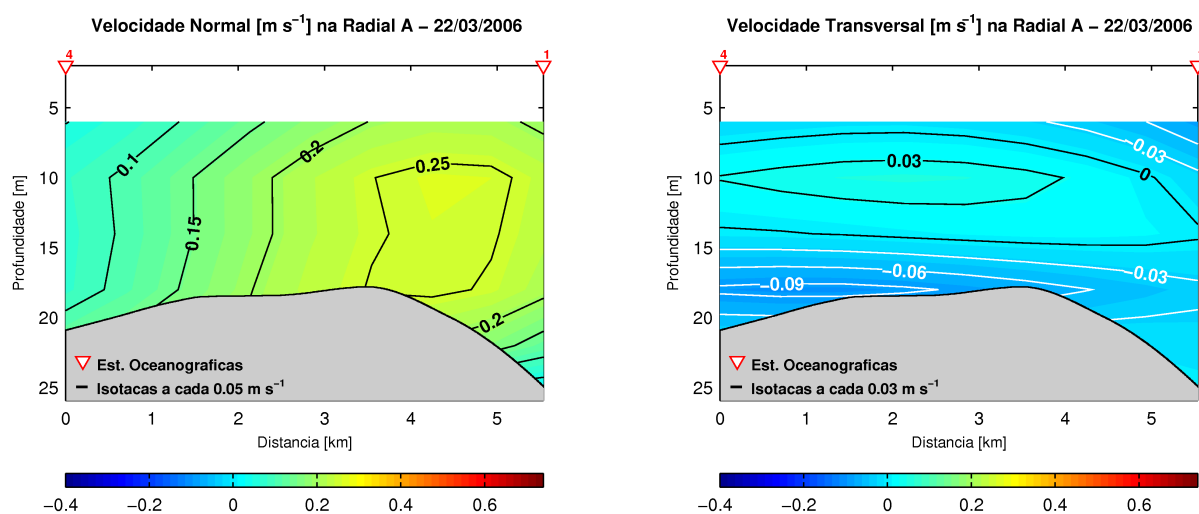 Velocidade Normal [m s⁻¹] na Radial A − 22/03/2006
4
1
5
10
15
20
25
Profundidade [m]
0.1
0.15
0.2
0.25
0.2
Est. Oceanograficas
Isotacas a cada 0.05 m s⁻¹
0 1 2 3 4 5
Distancia [km]
−0.4 −0.2 0 0.2 0.4 0.6
Velocidade Transversal [m s⁻¹] na Radial A − 22/03/2006
4
1
5
10
15
20
25
Profundidade [m]
−0.03
0.03
0
−0.03
−0.06
−0.09
Est. Oceanograficas
Isotacas a cada 0.03 m s⁻¹
0 1 2 3 4 5
Distancia [km]
−0.4 −0.2 0 0.2 0.4 0.6